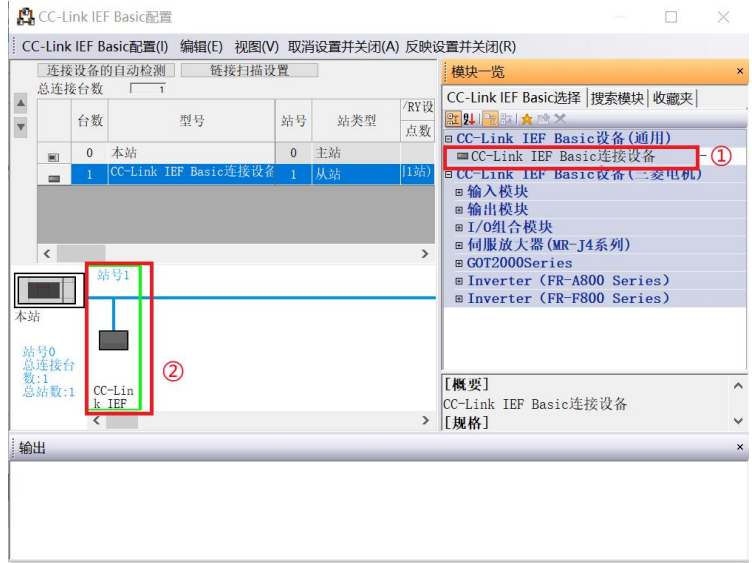 CC-Link IEF Basic配置
CC-Link IEF Basic配置(I) 编辑(E) 视图(V) 取消设置并关闭(A) 反映设置并关闭(R)
连接设备的自动检测 链接扫描设置
总连接台数 1
台数 型号 站号 站类型 /RY设
点数
0 本站 0 主站
1 CC-Link IEF Basic连接设备 1 从站 ]1站)
站号1
本站
站号0
总连接台
数:1
总站数:1
CC-Lin
k IEF
②
模块一览 ×
CC-Link IEF Basic选择 搜索模块 收藏夹
CC-Link IEF Basic设备(通用)
CC-Link IEF Basic连接设备
①
CC-Link IEF Basic设备(三菱电机)
输入模块
输出模块
I/O组合模块
伺服放大器(MR-J4系列)
GOT2000Series
Inverter (FR-A800 Series)
Inverter (FR-F800 Series)
[概要]
CC-Link IEF Basic连接设备
[规格]
输出 ×